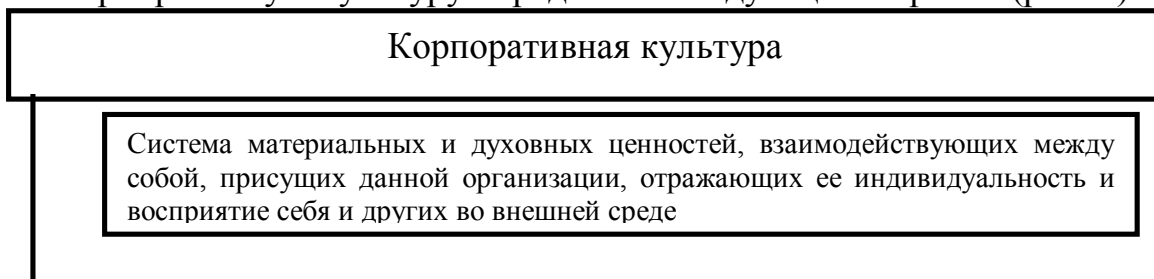 Корпоративная культура
Система материальных и духовных ценностей, взаимодействующих между
собой, присущих данной организации, отражающих ее индивидуальность и
восприятие себя и других во внешней среде